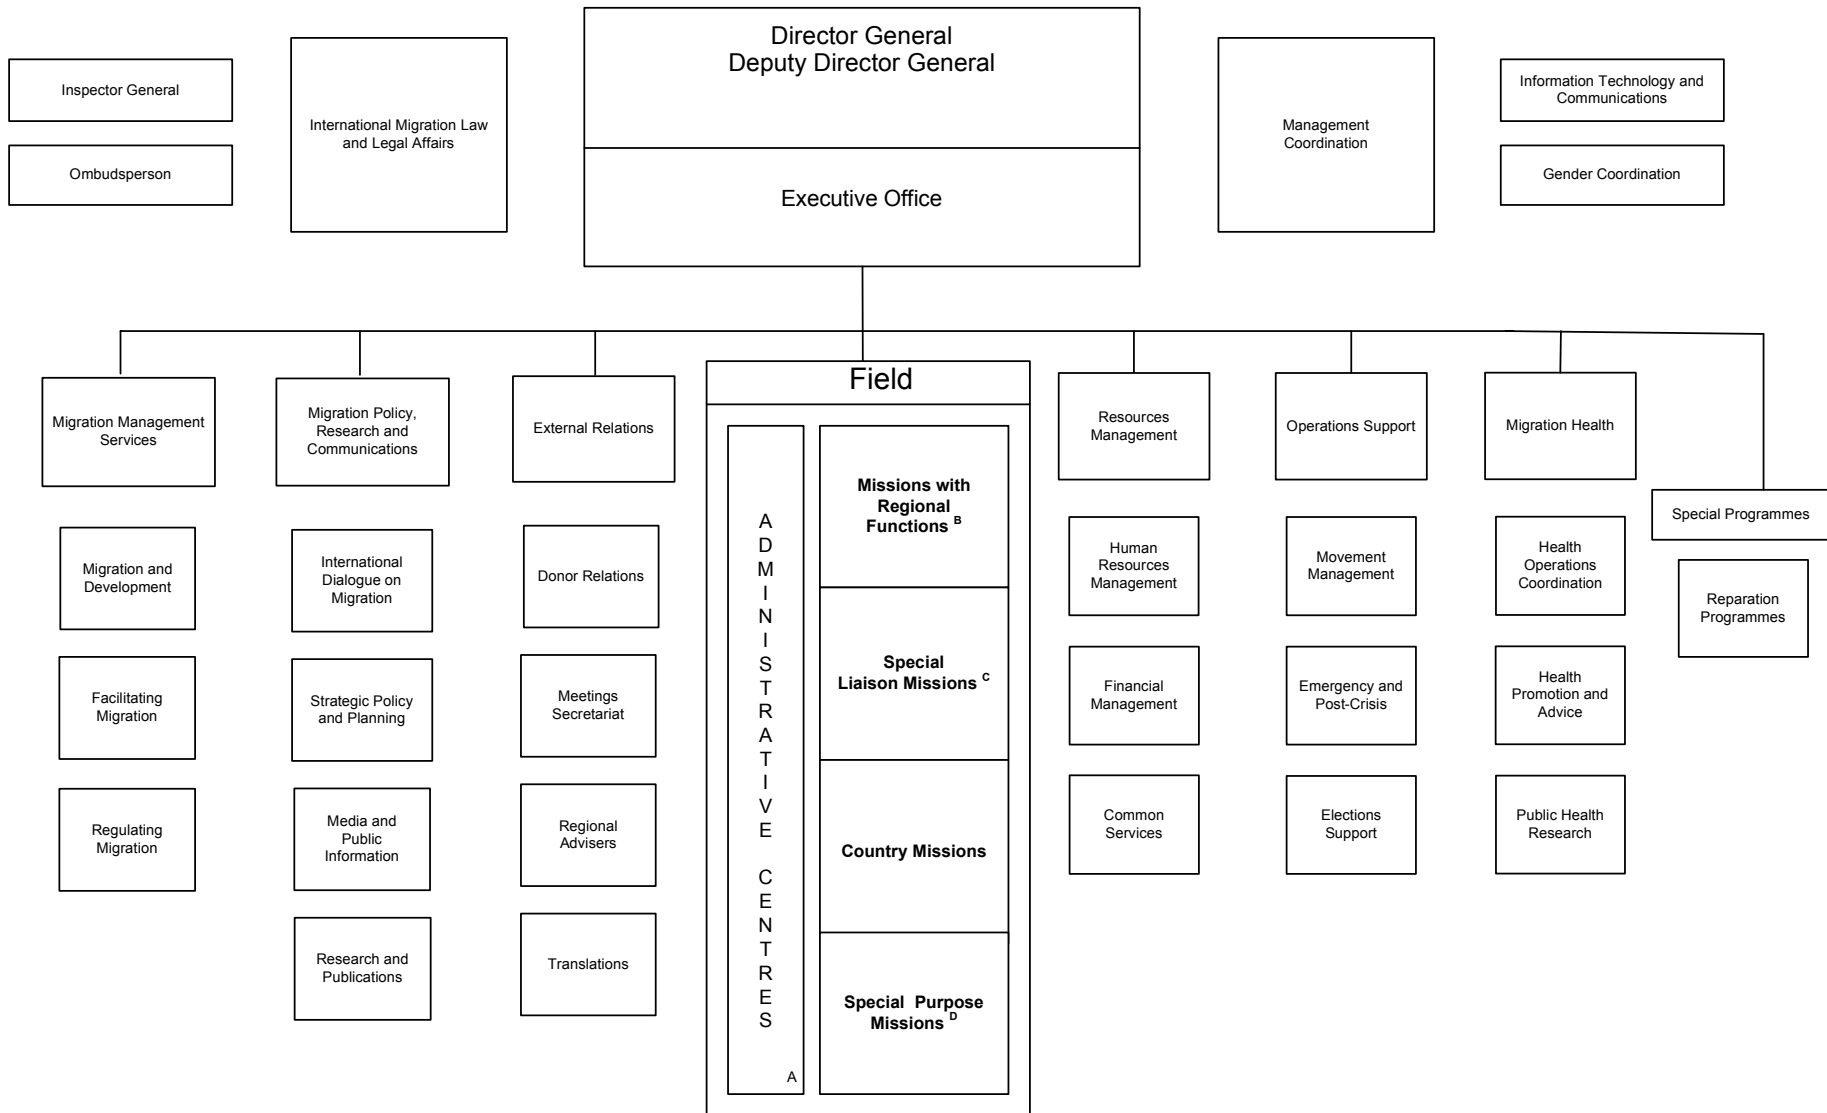 Director General
Deputy Director General
Executive Office
Inspector General
Ombudsperson
International Migration Law
and Legal Affairs
Management
Coordination
Information Technology and
Communications
Gender Coordination
Migration Management
Services
Migration and
Development
Facilitating
Migration
Regulating
Migration
Migration Policy,
Research and
Communications
International
Dialogue on
Migration
Strategic Policy
and Planning
Media and
Public
Information
Research and
Publications
External Relations
Donor Relations
Meetings
Secretariat
Regional
Advisers
Translations
Field
ADMINISTRATIVE CENTRES
A
Missions with
Regional
Functions B
Special
Liaison Missions C
Country Missions
Special Purpose
Missions D
Resources
Management
Human
Resources
Management
Financial
Management
Common
Services
Operations Support
Movement
Management
Emergency and
Post-Crisis
Elections
Support
Migration Health
Health
Operations
Coordination
Health
Promotion and
Advice
Public Health
Research
Special Programmes
Reparation
Programmes